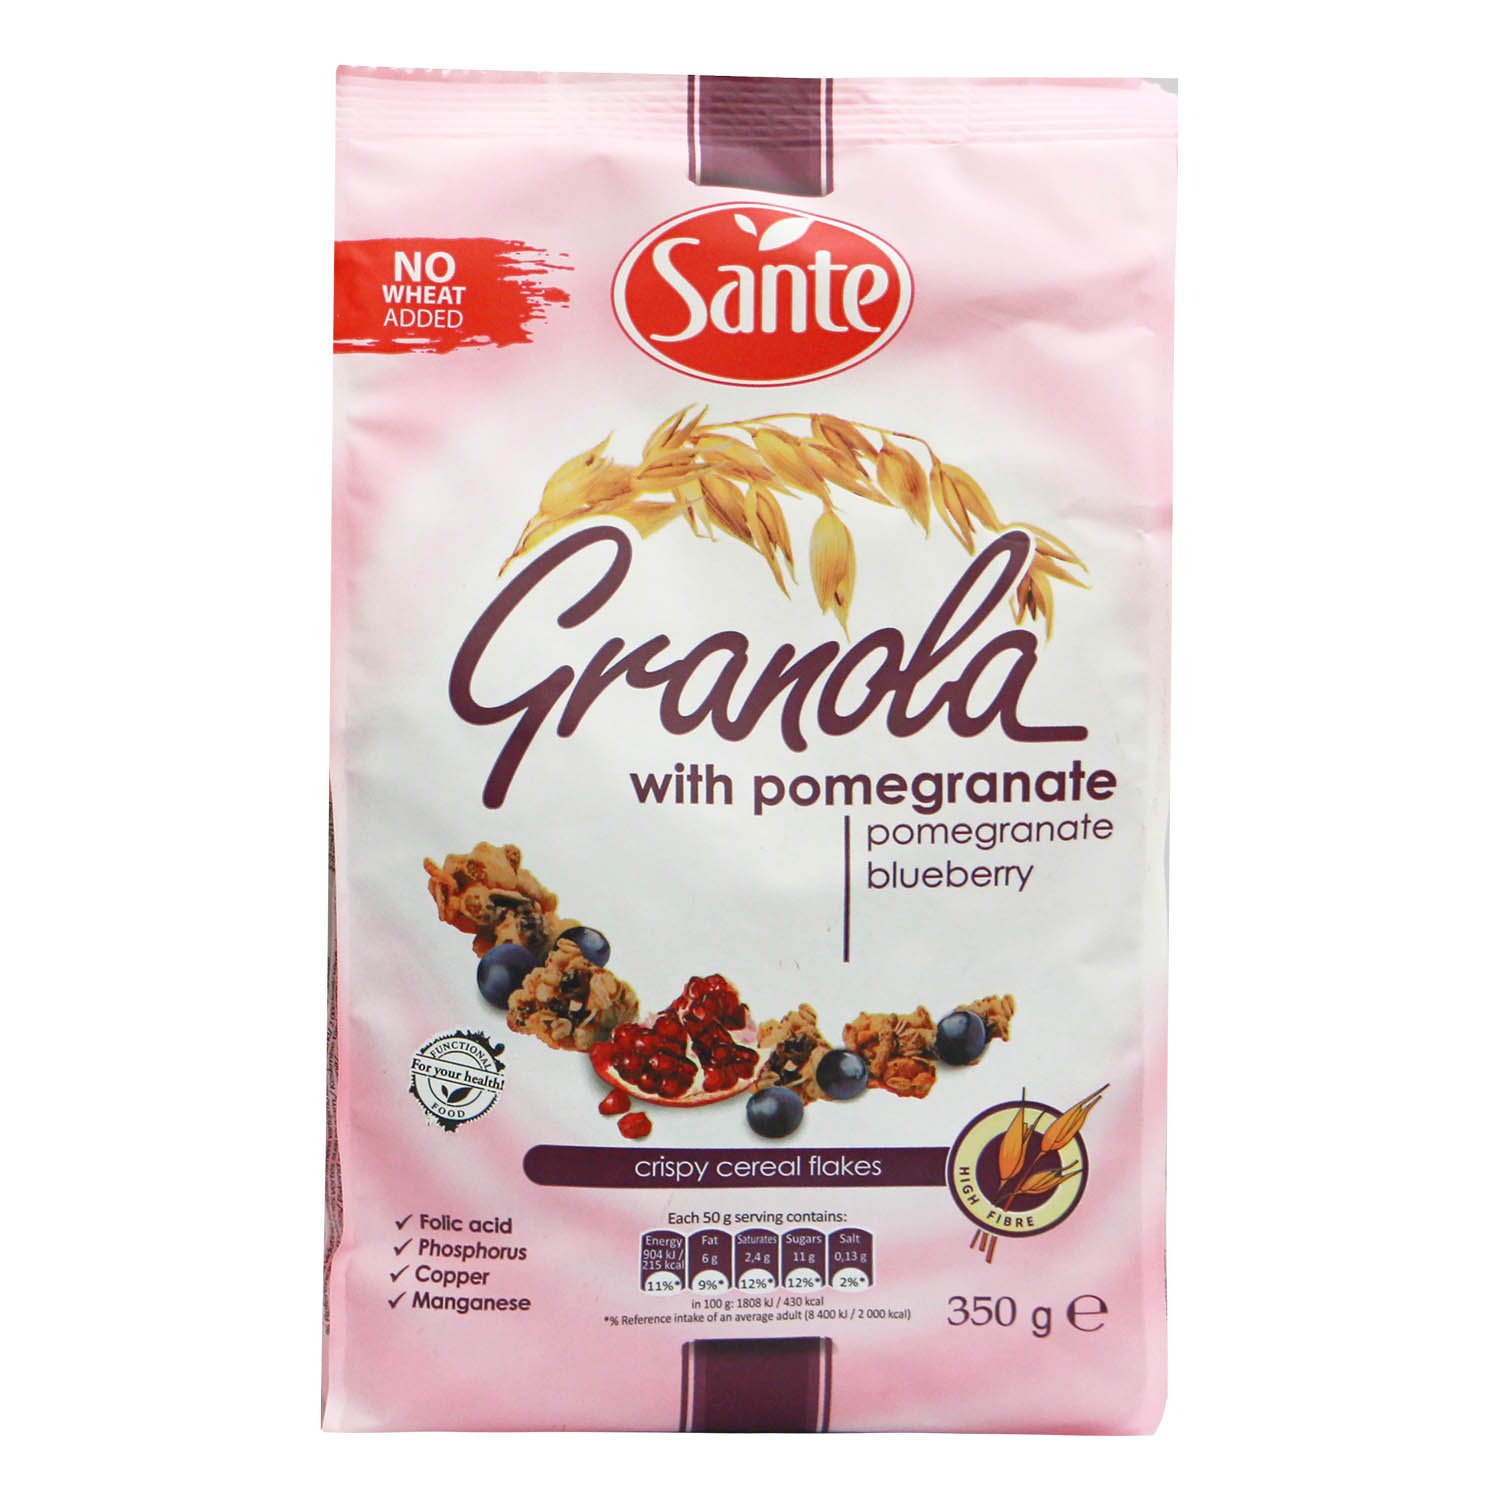 Sante
NO
WHEAT
ADDED
Granola
with pomegranate
pomegranate
blueberry
FUNCTIONAL
For your health!
FOOD
crispy cereal flakes
HIGH FIBRE
✓ Folic acid
✓ Phosphorus
✓ Copper
✓ Manganese
Each 50 g serving contains:
Energy Fat Saturates Sugars Salt
904 kJ / 6 g 2,4 g 11 g 0,13 g
215 kcal
11%* 9%* 12%* 12%* 2%*
in 100 g: 1808 kJ / 430 kcal
*% Reference intake of an average adult (8 400 kJ / 2 000 kcal)
350 g ℮